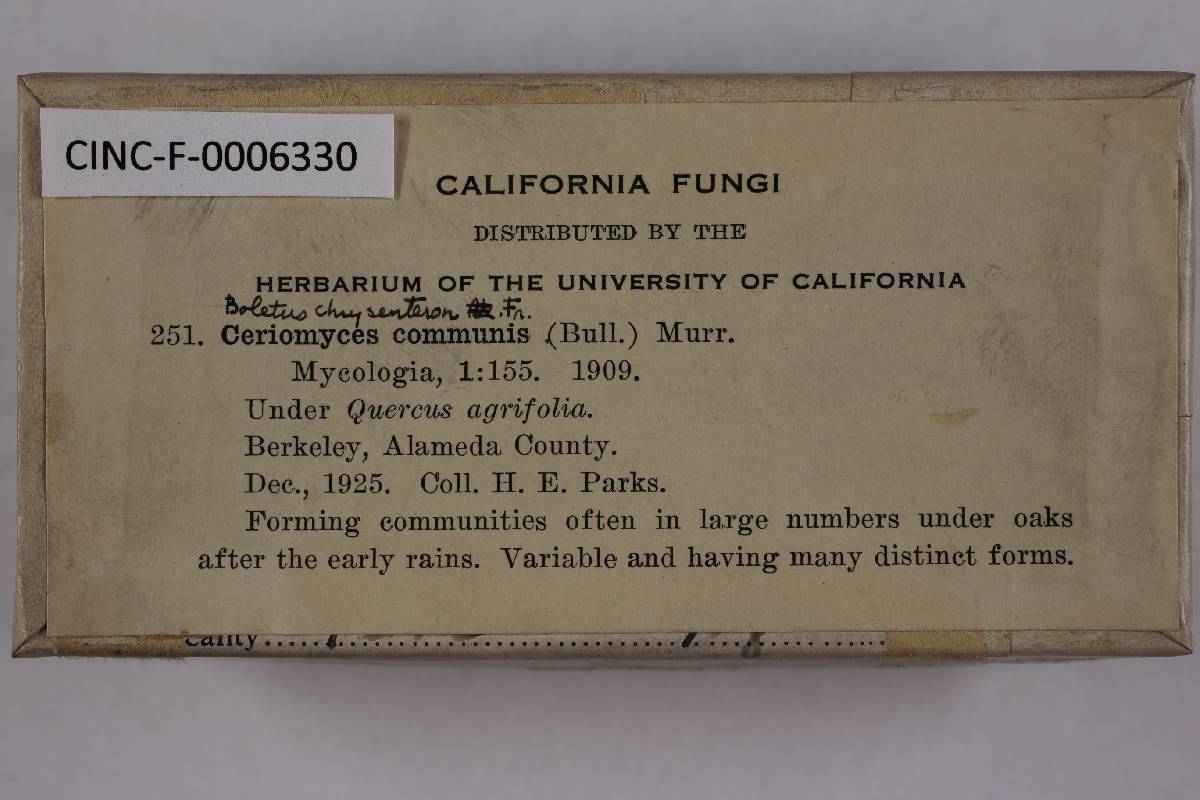 CINC-F-0006330
CALIFORNIA FUNGI
DISTRIBUTED BY THE
HERBARIUM OF THE UNIVERSITY OF CALIFORNIA
Boletus chrysenteron Fr.
251. Ceriomyces communis (Bull.) Murr.
Mycologia, 1:155. 1909.
Under Quercus agrifolia.
Berkeley, Alameda County.
Dec., 1925. Coll. H. E. Parks.
Forming communities often in large numbers under oaks
after the early rains. Variable and having many distinct forms.